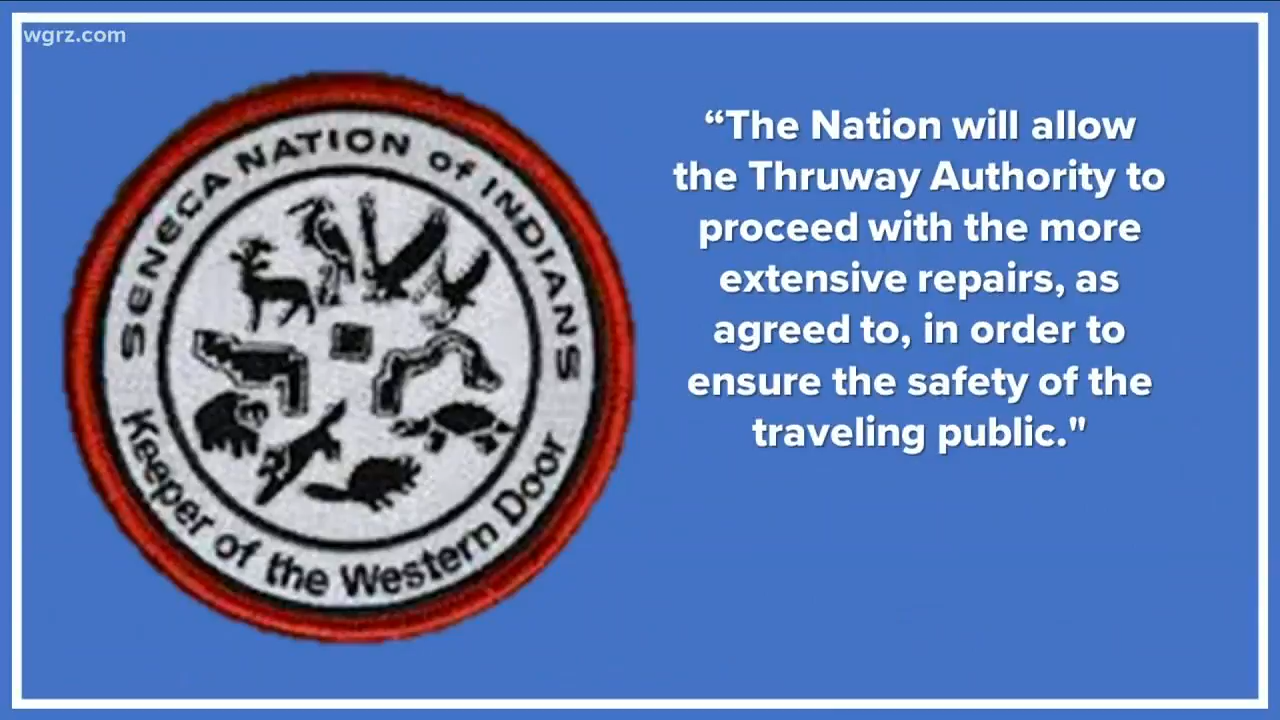 wgrz.com
SENECA NATION of INDIANS
Keeper of the Western Door
“The Nation will allow
the Thruway Authority to
proceed with the more
extensive repairs, as
agreed to, in order to
ensure the safety of the
traveling public."